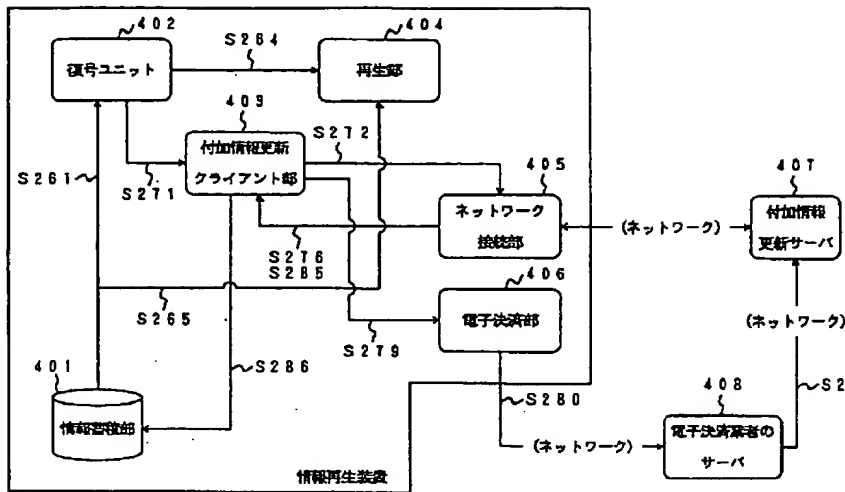 402
復号ユニット
S264
404
再生部
403
付加情報更新
クライアント部
S272
S261
S271
405
ネットワーク
接続部
(ネットワーク)
407
付加情報
更新サーバ
S276
S285
406
電子決済部
S265
S279
(ネットワーク)
401
情報蓄積部
S286
S280
408
S2
電子決済業者の
サーバ
(ネットワーク)
情報再生装置